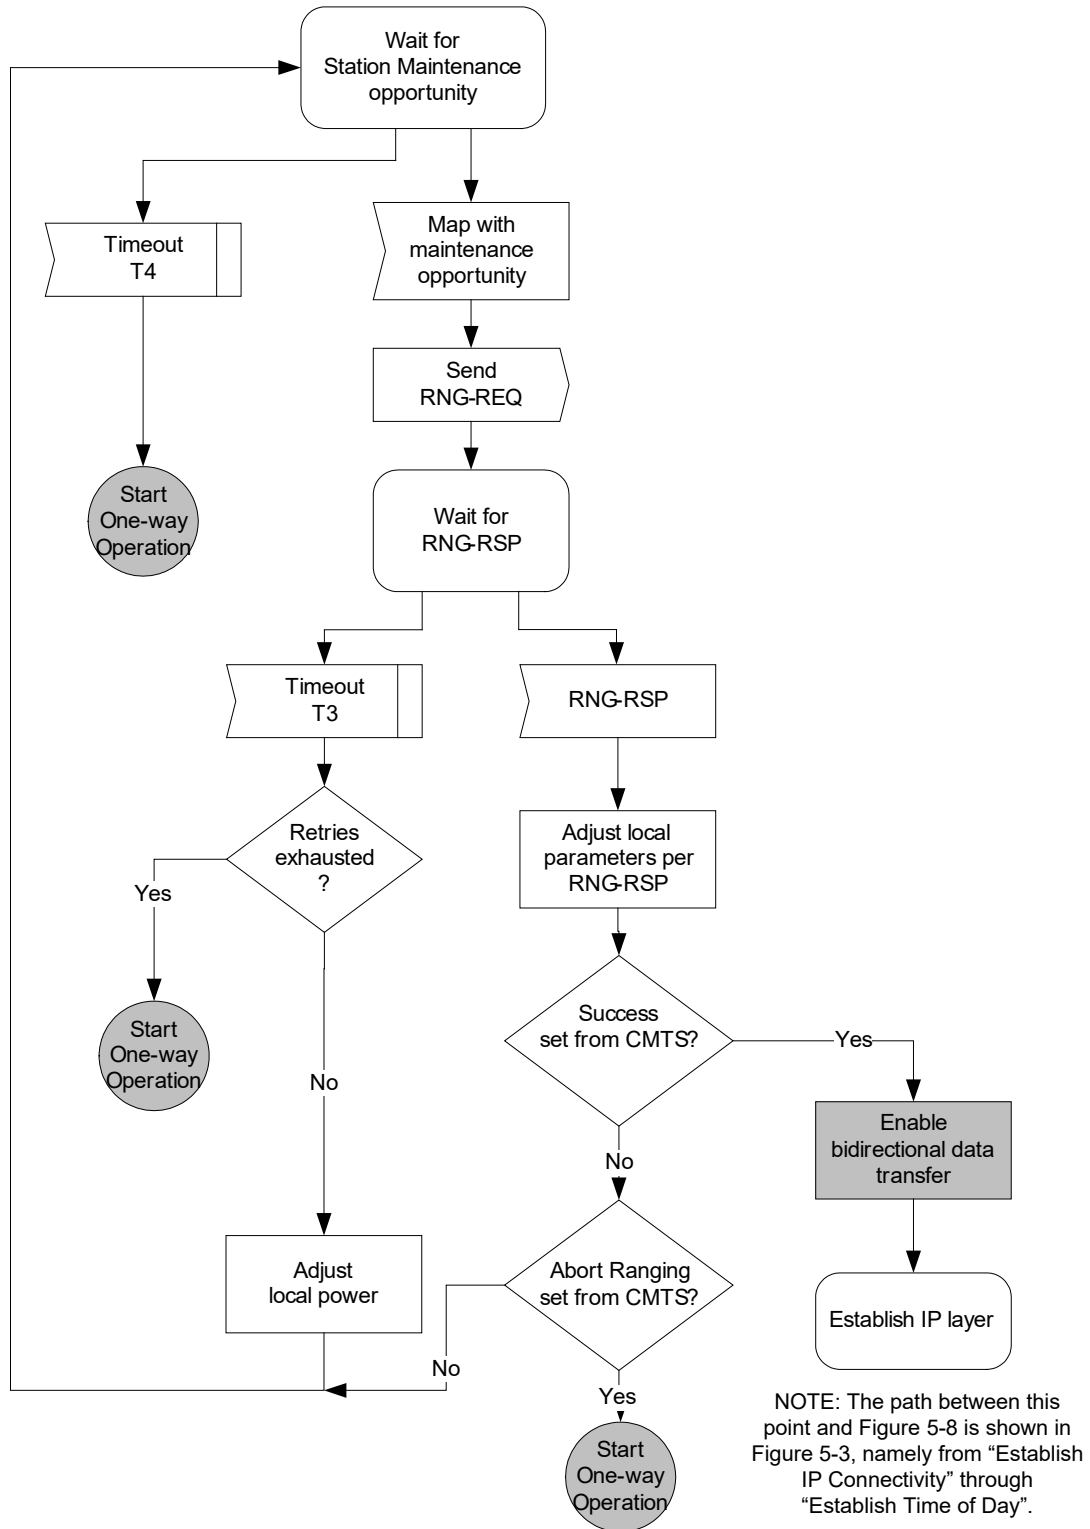 Wait for
Station Maintenance
opportunity
Timeout
T4
Map with
maintenance
opportunity
Send
RNG-REQ
Start
One-way
Operation
Wait for
RNG-RSP
Timeout
T3
RNG-RSP
Retries
exhausted
?
Adjust local
parameters per
RNG-RSP
Yes
Start
One-way
Operation
No
Success
set from CMTS?
Yes
Enable
bidirectional data
transfer
No
Adjust
local power
Abort Ranging
set from CMTS?
Establish IP layer
No
Yes
Start
One-way
Operation
NOTE: The path between this
point and Figure 5-8 is shown in
Figure 5-3, namely from “Establish
IP Connectivity” through
“Establish Time of Day”.